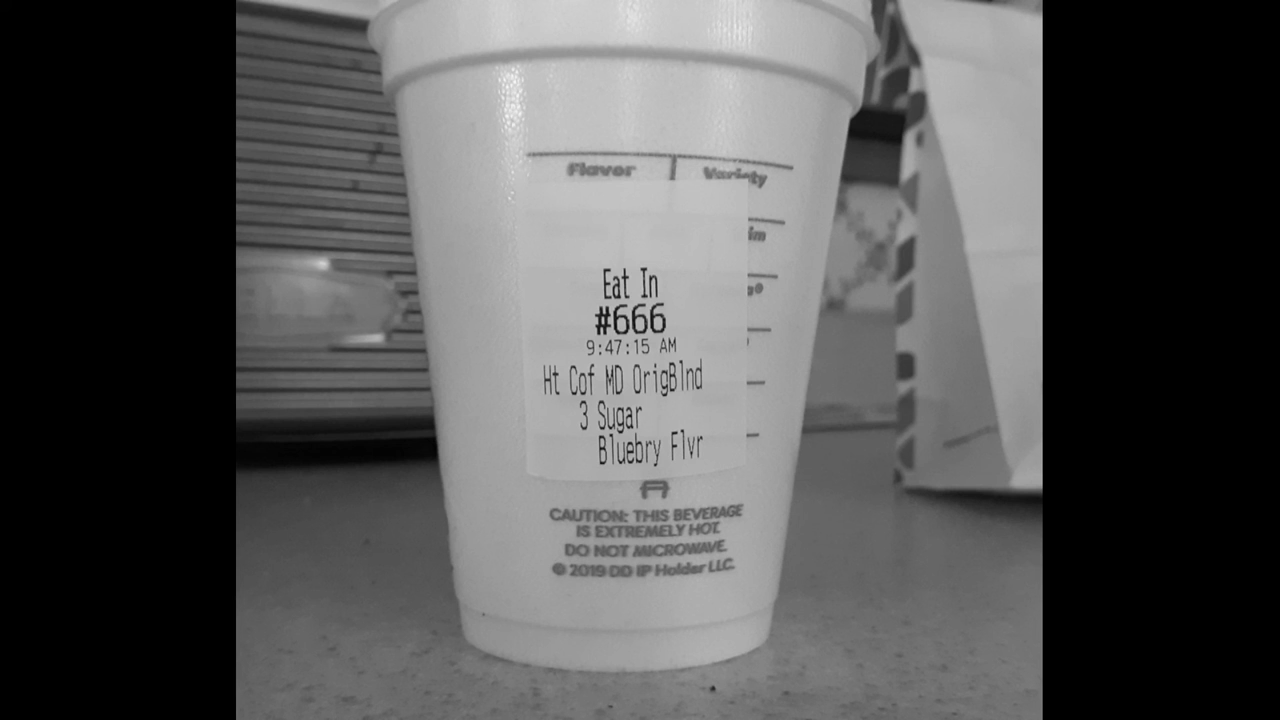 Flavor Variety
Eat In
#666
9:47:15 AM
Ht Cof MD OrigBlnd
3 Sugar
Bluebry Flvr
CAUTION: THIS BEVERAGE
IS EXTREMELY HOT.
DO NOT MICROWAVE.
© 2019 DD IP Holder LLC.